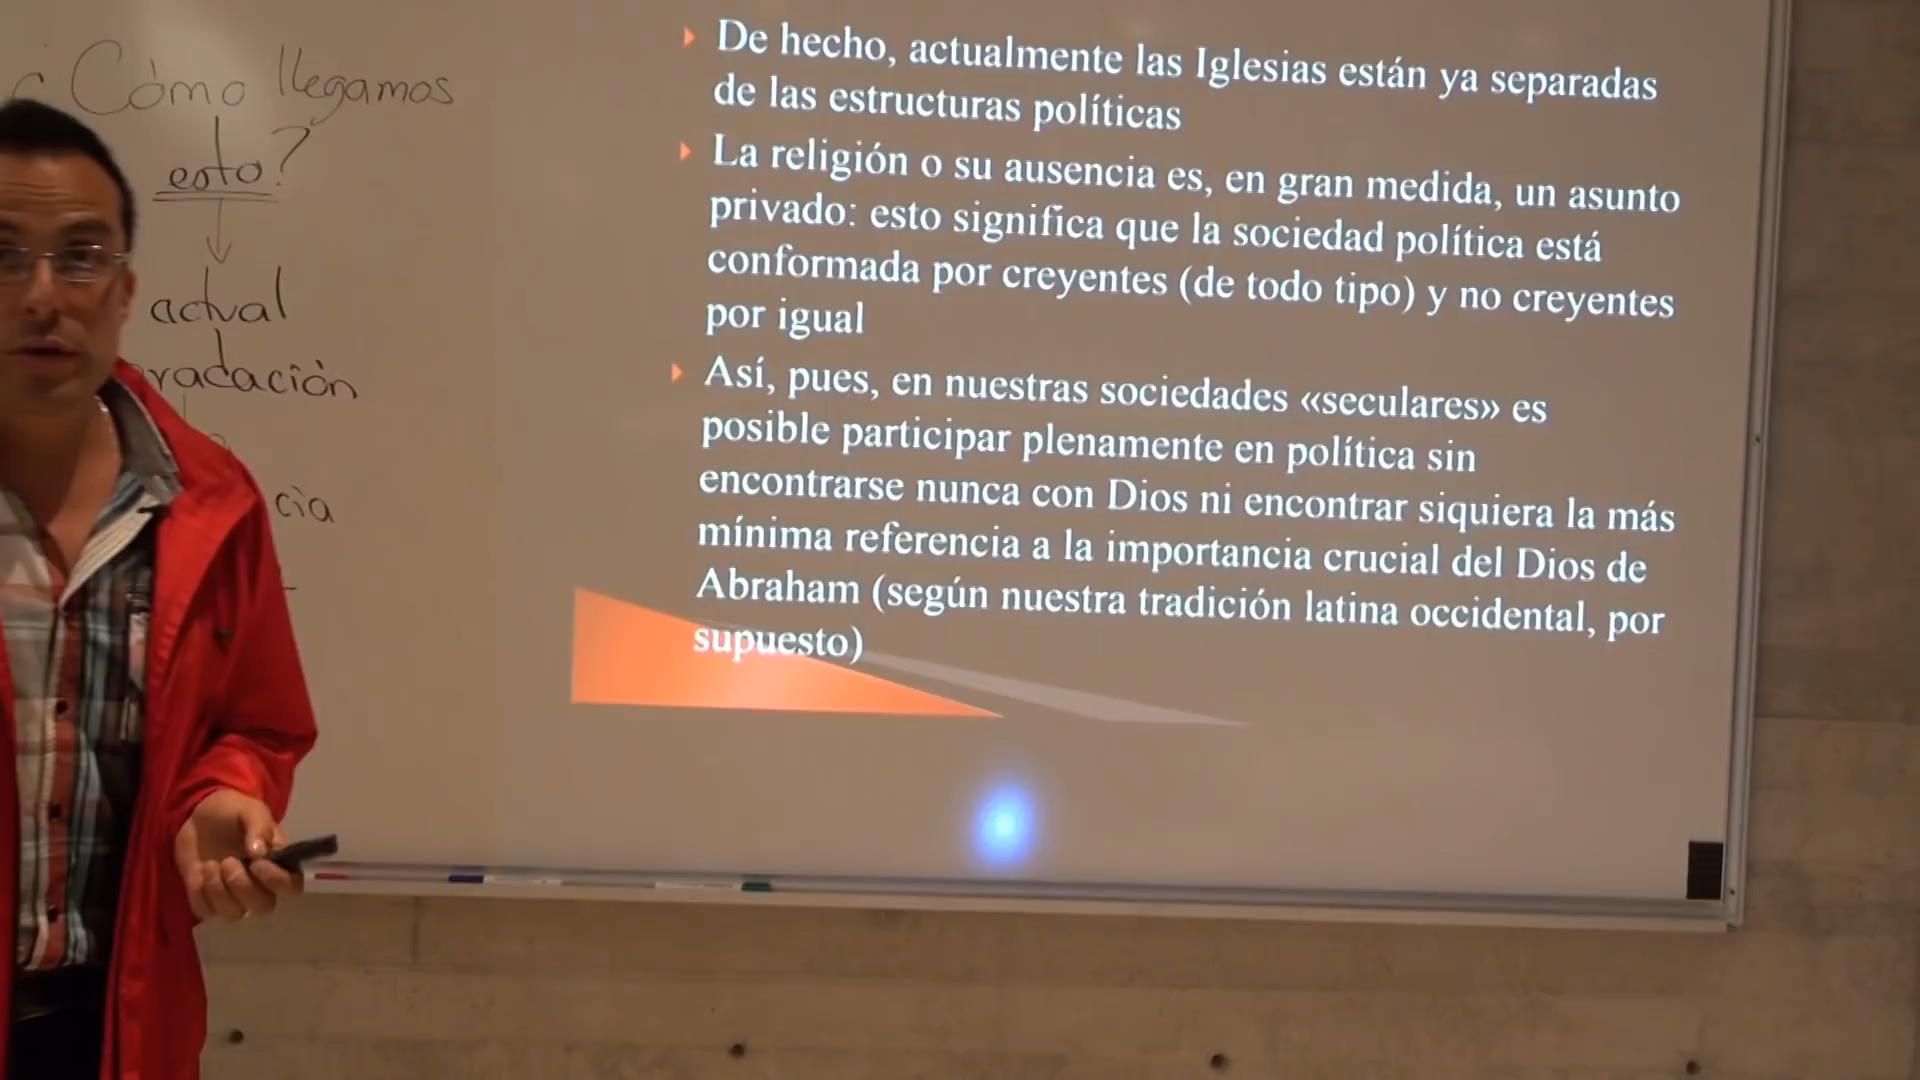 ¿Cómo llegamos
esto?
actual
De hecho, actualmente las Iglesias están ya separadas
de las estructuras políticas
La religión o su ausencia es, en gran medida, un asunto
privado: esto significa que la sociedad política está
conformada por creyentes (de todo tipo) y no creyentes
por igual
Así, pues, en nuestras sociedades «seculares» es
posible participar plenamente en política sin
encontrarse nunca con Dios ni encontrar siquiera la más
mínima referencia a la importancia crucial del Dios de
Abraham (según nuestra tradición latina occidental, por
supuesto)